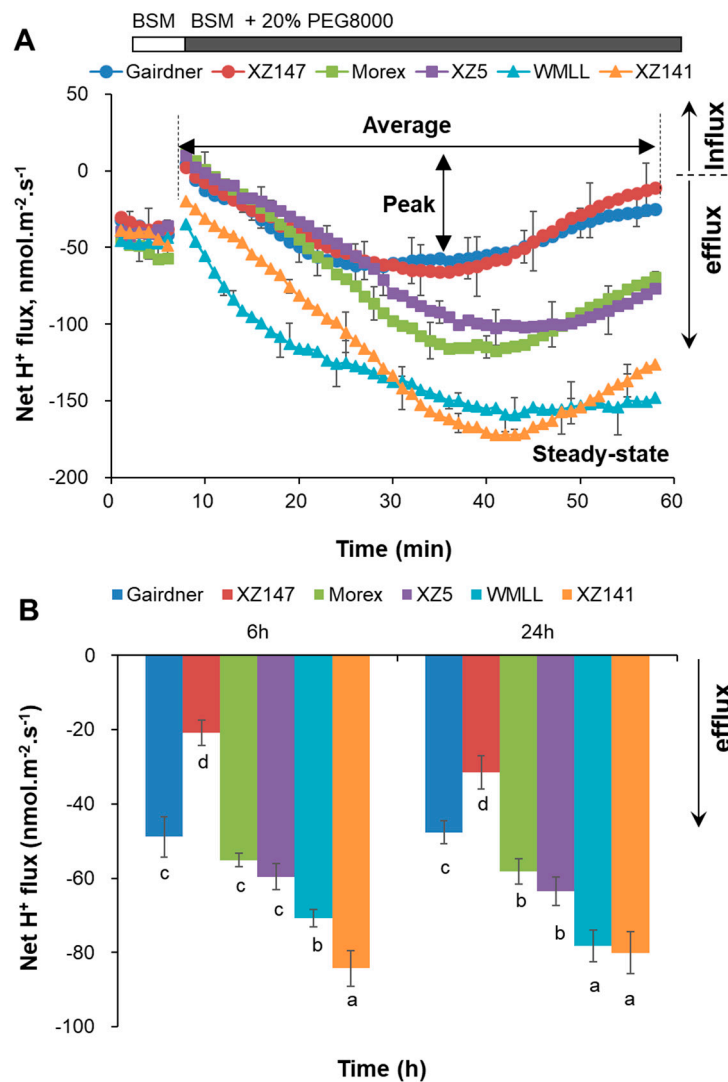 BSM BSM + 20% PEG8000
A
Gairdner XZ147 Morex XZ5 WMLL XZ141
50
0
-50
-100
-150
-200
Net H⁺ flux, nmol.m⁻².s⁻¹
Average
Peak
Steady-state
Influx
efflux
0 10 20 30 40 50 60
Time (min)
B
Gairdner XZ147 Morex XZ5 WMLL XZ141
6h 24h
0
-20
-40
-60
-80
-100
Net H⁺ flux (nmol.m⁻².s⁻¹)
c d c c b a c d b b a a
efflux
Time (h)